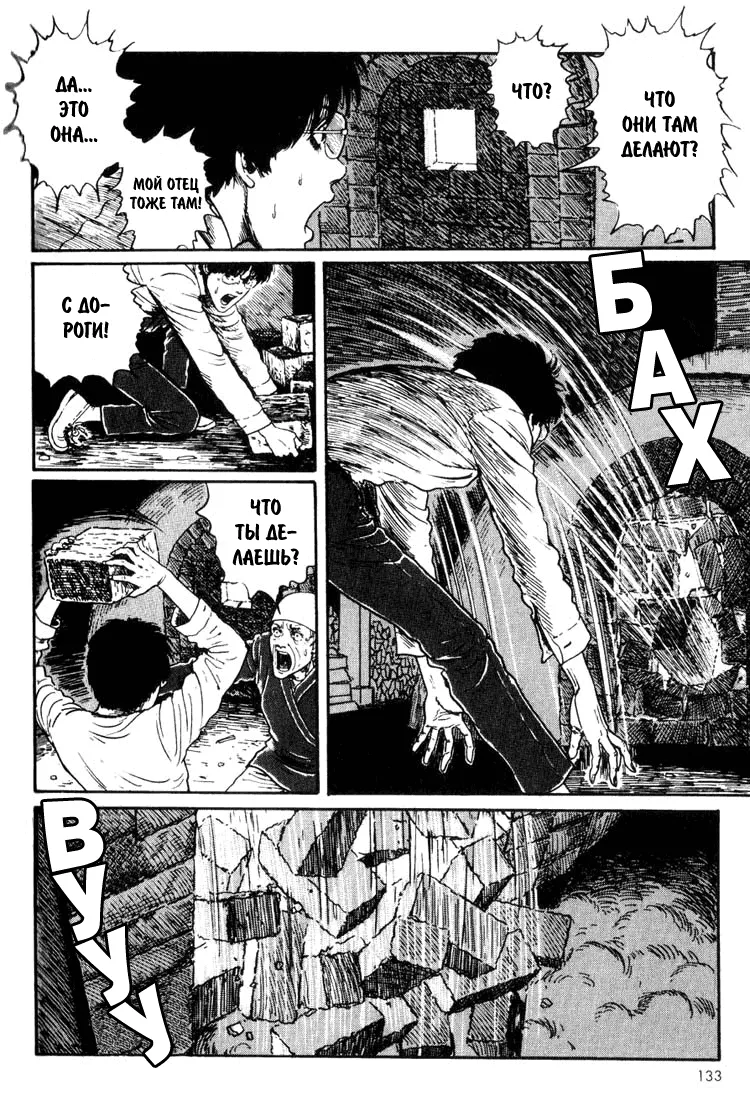 ЧТО
ОНИ ТАМ
ДЕЛАЮТ?
ЧТО?
ДА...
ЭТО
ОНА...
МОЙ ОТЕЦ
ТОЖЕ ТАМ!
БАХ
С ДО-
РОГИ!
ЧТО
ТЫ ДЕ-
ЛАЕШЬ?
ВУУУ
133